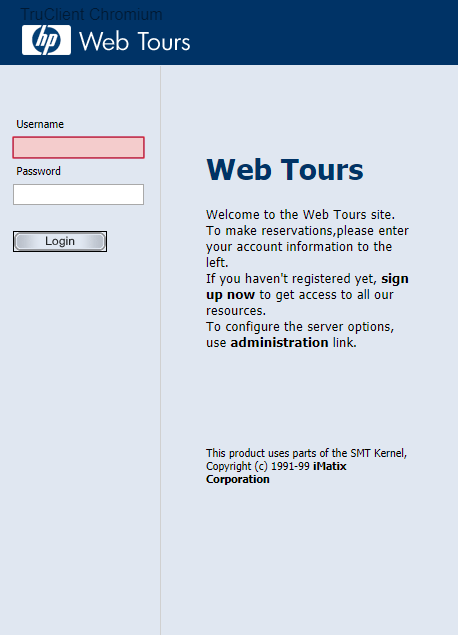 TruClient Chromium
hp Web Tours
Username
Password
Login
Web Tours
Welcome to the Web Tours site.
To make reservations,please enter
your account information to the
left.
If you haven't registered yet, sign
up now to get access to all our
resources.
To configure the server options,
use administration link.
This product uses parts of the SMT Kernel,
Copyright (c) 1991-99 iMatix
Corporation